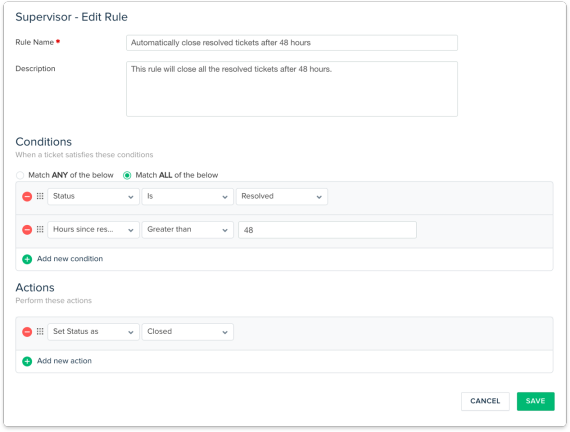 Supervisor - Edit Rule
Rule Name *
Automatically close resolved tickets after 48 hours
Description
This rule will close all the resolved tickets after 48 hours.
Conditions
When a ticket satisfies these conditions
Match ANY of the below Match ALL of the below
Status Is Resolved
Hours since res... Greater than 48
Add new condition
Actions
Perform these actions
Set Status as Closed
Add new action
CANCEL SAVE